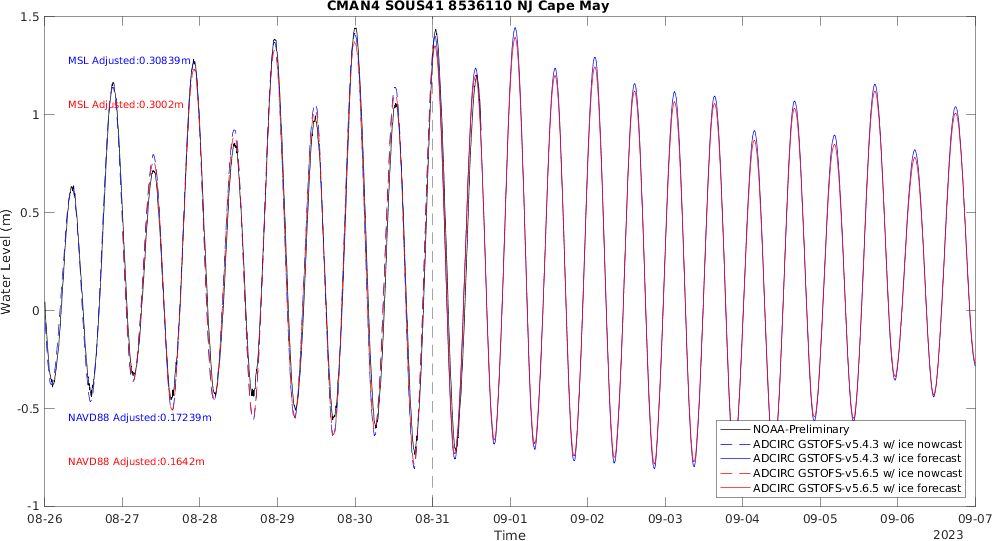 CMAN4 SOUS41 8536110 NJ Cape May
1.5
1
0.5
0
-0.5
-1
Water Level (m)
MSL Adjusted:0.30839m
MSL Adjusted:0.3002m
NAVD88 Adjusted:0.17239m
NAVD88 Adjusted:0.1642m
NOAA-Preliminary
ADCIRC GSTOFS-v5.4.3 w/ ice nowcast
ADCIRC GSTOFS-v5.4.3 w/ ice forecast
ADCIRC GSTOFS-v5.6.5 w/ ice nowcast
ADCIRC GSTOFS-v5.6.5 w/ ice forecast
08-26 08-27 08-28 08-29 08-30 08-31 09-01 09-02 09-03 09-04 09-05 09-06 09-07
Time
2023